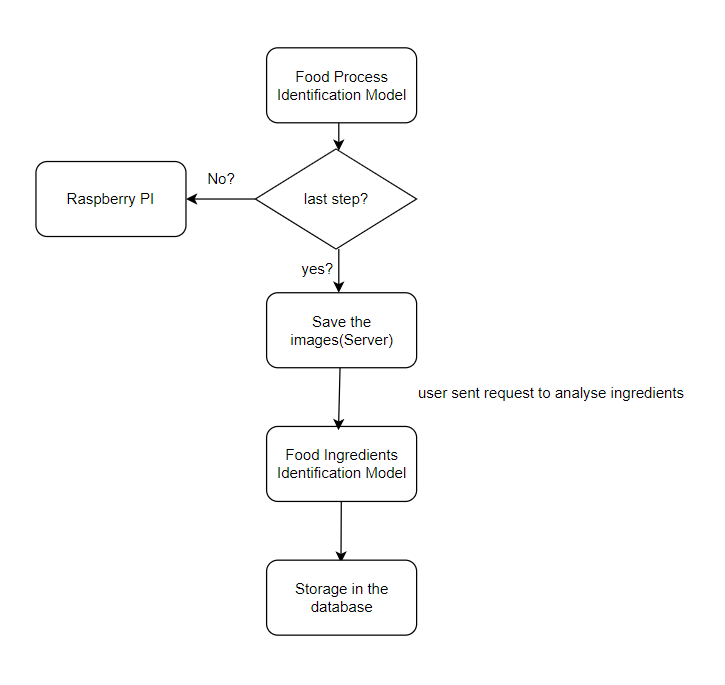 Food Process
Identification Model
No?
Raspberry PI
last step?
yes?
Save the
images(Server)
user sent request to analyse ingredients
Food Ingredients
Identification Model
Storage in the
database